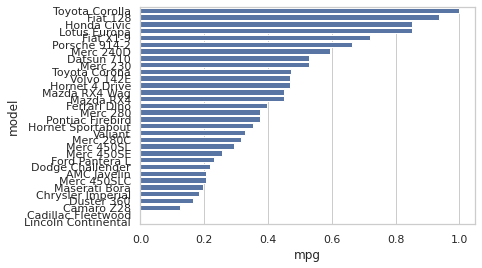 Toyota Corolla
Fiat 128
Honda Civic
Lotus Europa
Fiat X1-9
Porsche 914-2
Merc 240D
Datsun 710
Merc 230
Toyota Corona
Volvo 142E
Hornet 4 Drive
Mazda RX4 Wag
Mazda RX4
Ferrari Dino
Merc 280
Pontiac Firebird
Hornet Sportabout
Valiant
Merc 280C
Merc 450SL
Merc 450SE
Ford Pantera L
Dodge Challenger
AMC Javelin
Merc 450SLC
Maserati Bora
Chrysler Imperial
Duster 360
Camaro Z28
Cadillac Fleetwood
Lincoln Continental
model
0.0 0.2 0.4 0.6 0.8 1.0
mpg